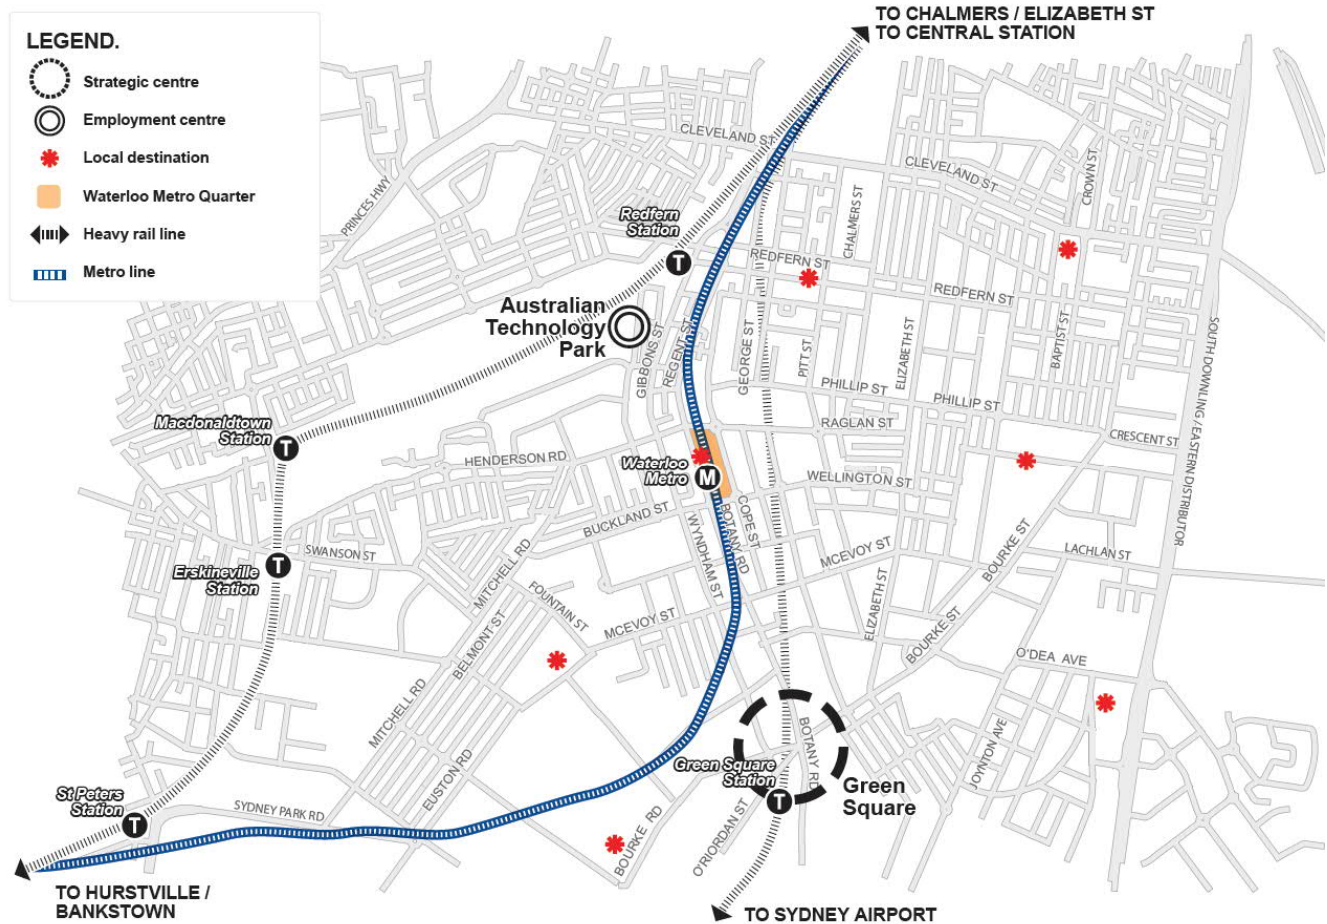 LEGEND.
Strategic centre
Employment centre
Local destination
Waterloo Metro Quarter
Heavy rail line
Metro line
TO CHALMERS / ELIZABETH ST
TO CENTRAL STATION
CLEVELAND ST
CLEVELAND ST
CROWN ST
PRINCES HWY
Redfern
Station
CHALMERS ST
REDFERN ST
REDFERN ST
Australian
Technology
Park
GIBBONS ST
REGENT ST
GEORGE ST
PITT ST
ELIZABETH ST
BAPTIST ST
SOUTH DOWLING / EASTERN DISTRIBUTOR
PHILLIP ST
PHILLIP ST
RAGLAN ST
CRESCENT ST
Macdonaldtown
Station
HENDERSON RD
Waterloo
Metro
M
WELLINGTON ST
BUCKLAND ST
WYNDHAM ST
BOTANY RD
COPE ST
MCEVOY ST
BOURKE ST
LACHLAN ST
SWANSON ST
Erskineville
Station
MITCHELL RD
FOUNTAIN ST
BELMONT ST
MCEVOY ST
ELIZABETH ST
BOURKE ST
O'DEA AVE
MITCHELL RD
EUSTON RD
Green Square
Station
BOTANY RD
Green
Square
JOYNTON AVE
St Peters
Station
SYDNEY PARK RD
BOURKE RD
O'RIORDAN ST
T
T
T
T
T
TO HURSTVILLE /
BANKSTOWN
TO SYDNEY AIRPORT